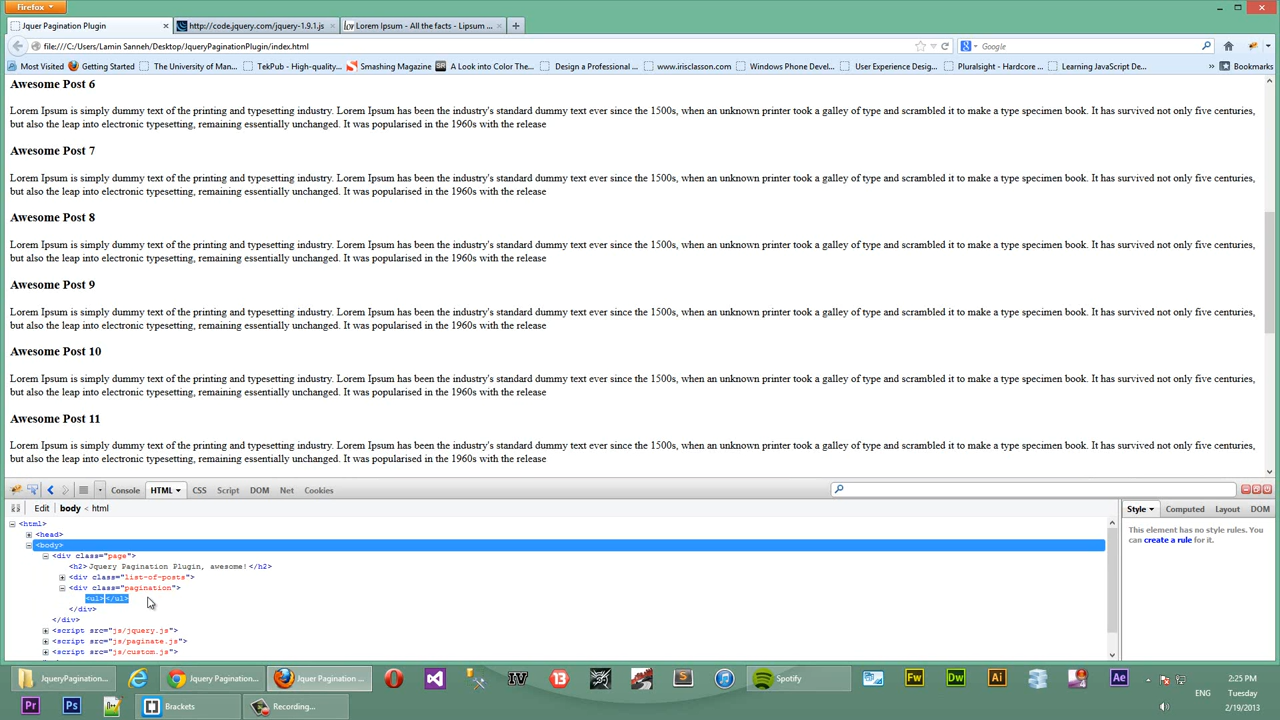 Firefox
Jquer Pagination Plugin
http://code.jquery.com/jquery-1.9.1.js
Lorem Ipsum - All the facts - Lipsum ...
file:///C:/Users/Lamin Sanneh/Desktop/JqueryPaginationPlugin/index.html
Google
Most Visited
Getting Started
The University of Man...
TekPub - High-quality...
Smashing Magazine
A Look into Color The...
Design a Professional ...
www.irisclasson.com
Windows Phone Devel...
User Experience Design...
Pluralsight - Hardcore ...
Learning JavaScript De...
Bookmarks
Awesome Post 6
Lorem Ipsum is simply dummy text of the printing and typesetting industry. Lorem Ipsum has been the industry's standard dummy text ever since the 1500s, when an unknown printer took a galley of type and scrambled it to make a type specimen book. It has survived not only five centuries,
but also the leap into electronic typesetting, remaining essentially unchanged. It was popularised in the 1960s with the release
Awesome Post 7
Lorem Ipsum is simply dummy text of the printing and typesetting industry. Lorem Ipsum has been the industry's standard dummy text ever since the 1500s, when an unknown printer took a galley of type and scrambled it to make a type specimen book. It has survived not only five centuries,
but also the leap into electronic typesetting, remaining essentially unchanged. It was popularised in the 1960s with the release
Awesome Post 8
Lorem Ipsum is simply dummy text of the printing and typesetting industry. Lorem Ipsum has been the industry's standard dummy text ever since the 1500s, when an unknown printer took a galley of type and scrambled it to make a type specimen book. It has survived not only five centuries,
but also the leap into electronic typesetting, remaining essentially unchanged. It was popularised in the 1960s with the release
Awesome Post 9
Lorem Ipsum is simply dummy text of the printing and typesetting industry. Lorem Ipsum has been the industry's standard dummy text ever since the 1500s, when an unknown printer took a galley of type and scrambled it to make a type specimen book. It has survived not only five centuries,
but also the leap into electronic typesetting, remaining essentially unchanged. It was popularised in the 1960s with the release
Awesome Post 10
Lorem Ipsum is simply dummy text of the printing and typesetting industry. Lorem Ipsum has been the industry's standard dummy text ever since the 1500s, when an unknown printer took a galley of type and scrambled it to make a type specimen book. It has survived not only five centuries,
but also the leap into electronic typesetting, remaining essentially unchanged. It was popularised in the 1960s with the release
Awesome Post 11
Lorem Ipsum is simply dummy text of the printing and typesetting industry. Lorem Ipsum has been the industry's standard dummy text ever since the 1500s, when an unknown printer took a galley of type and scrambled it to make a type specimen book. It has survived not only five centuries,
but also the leap into electronic typesetting, remaining essentially unchanged. It was popularised in the 1960s with the release
Console HTML CSS Script DOM Net Cookies
Edit body < html
Style Computed Layout DOM
<html>
<head>
<body>
<div class="page">
<h2>Jquery Pagination Plugin, awesome!</h2>
<div class="list-of-posts">
<div class="pagination">
<ul></ul>
</div>
</div>
<script src="js/jquery.js">
<script src="js/paginate.js">
<script src="js/custom.js">
This element has no style rules. You
can create a rule for it.
JqueryPagination...
Jquery Pagination...
Jquer Pagination ...
IV
13
Spotify
Fw
Dw
Ai
Ae
2:25 PM
Tuesday
2/19/2013
ENG
Pr
Ps
Brackets
Recording...